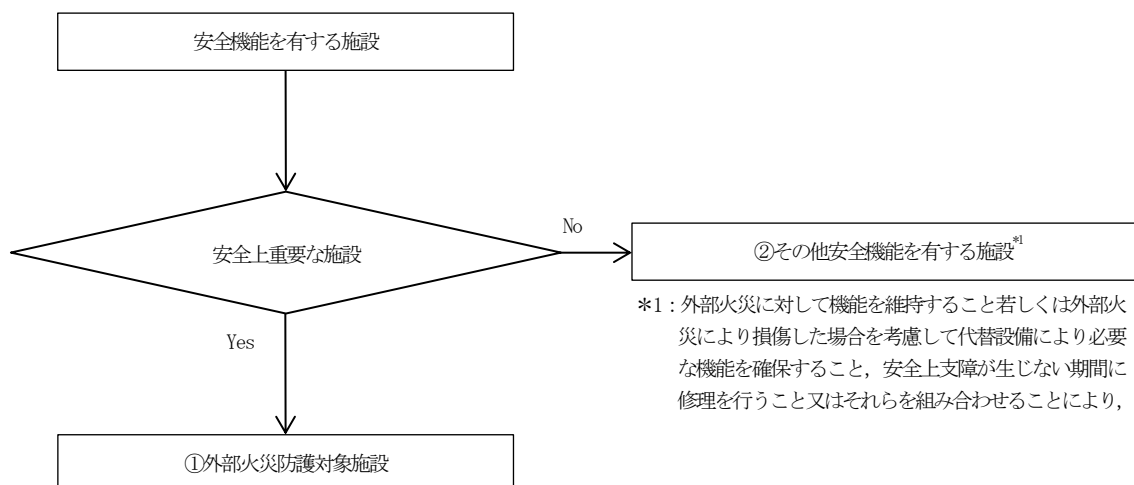 安全機能を有する施設
安全上重要な施設
No
②その他安全機能を有する施設*1
*1：外部火災に対して機能を維持すること若しくは外部火
災により損傷した場合を考慮して代替設備により必要
な機能を確保すること，安全上支障が生じない期間に
修理を行うこと又はそれらを組み合わせることにより，
Yes
①外部火災防護対象施設